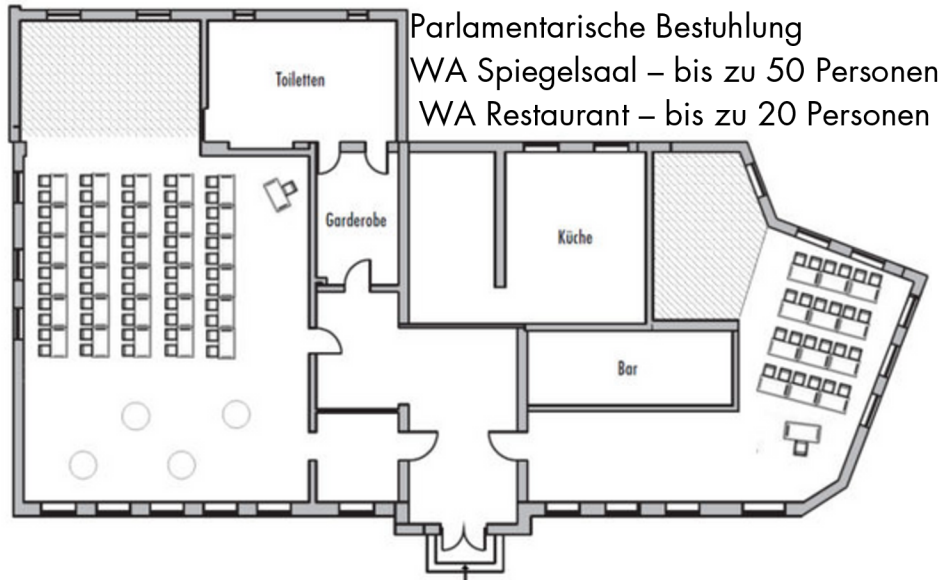 Parlamentarische Bestuhlung
WA Spiegelsaal – bis zu 50 Personen
WA Restaurant – bis zu 20 Personen
Toiletten
Garderobe
Küche
Bar